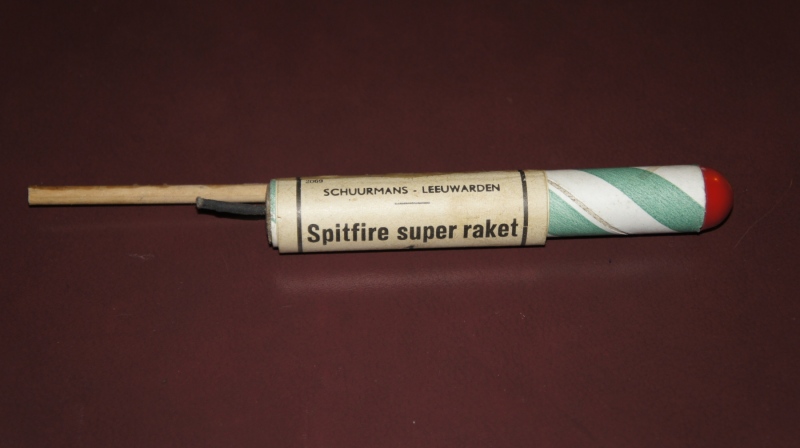 SCHUURMANS - LEEUWARDEN
Spitfire super raket